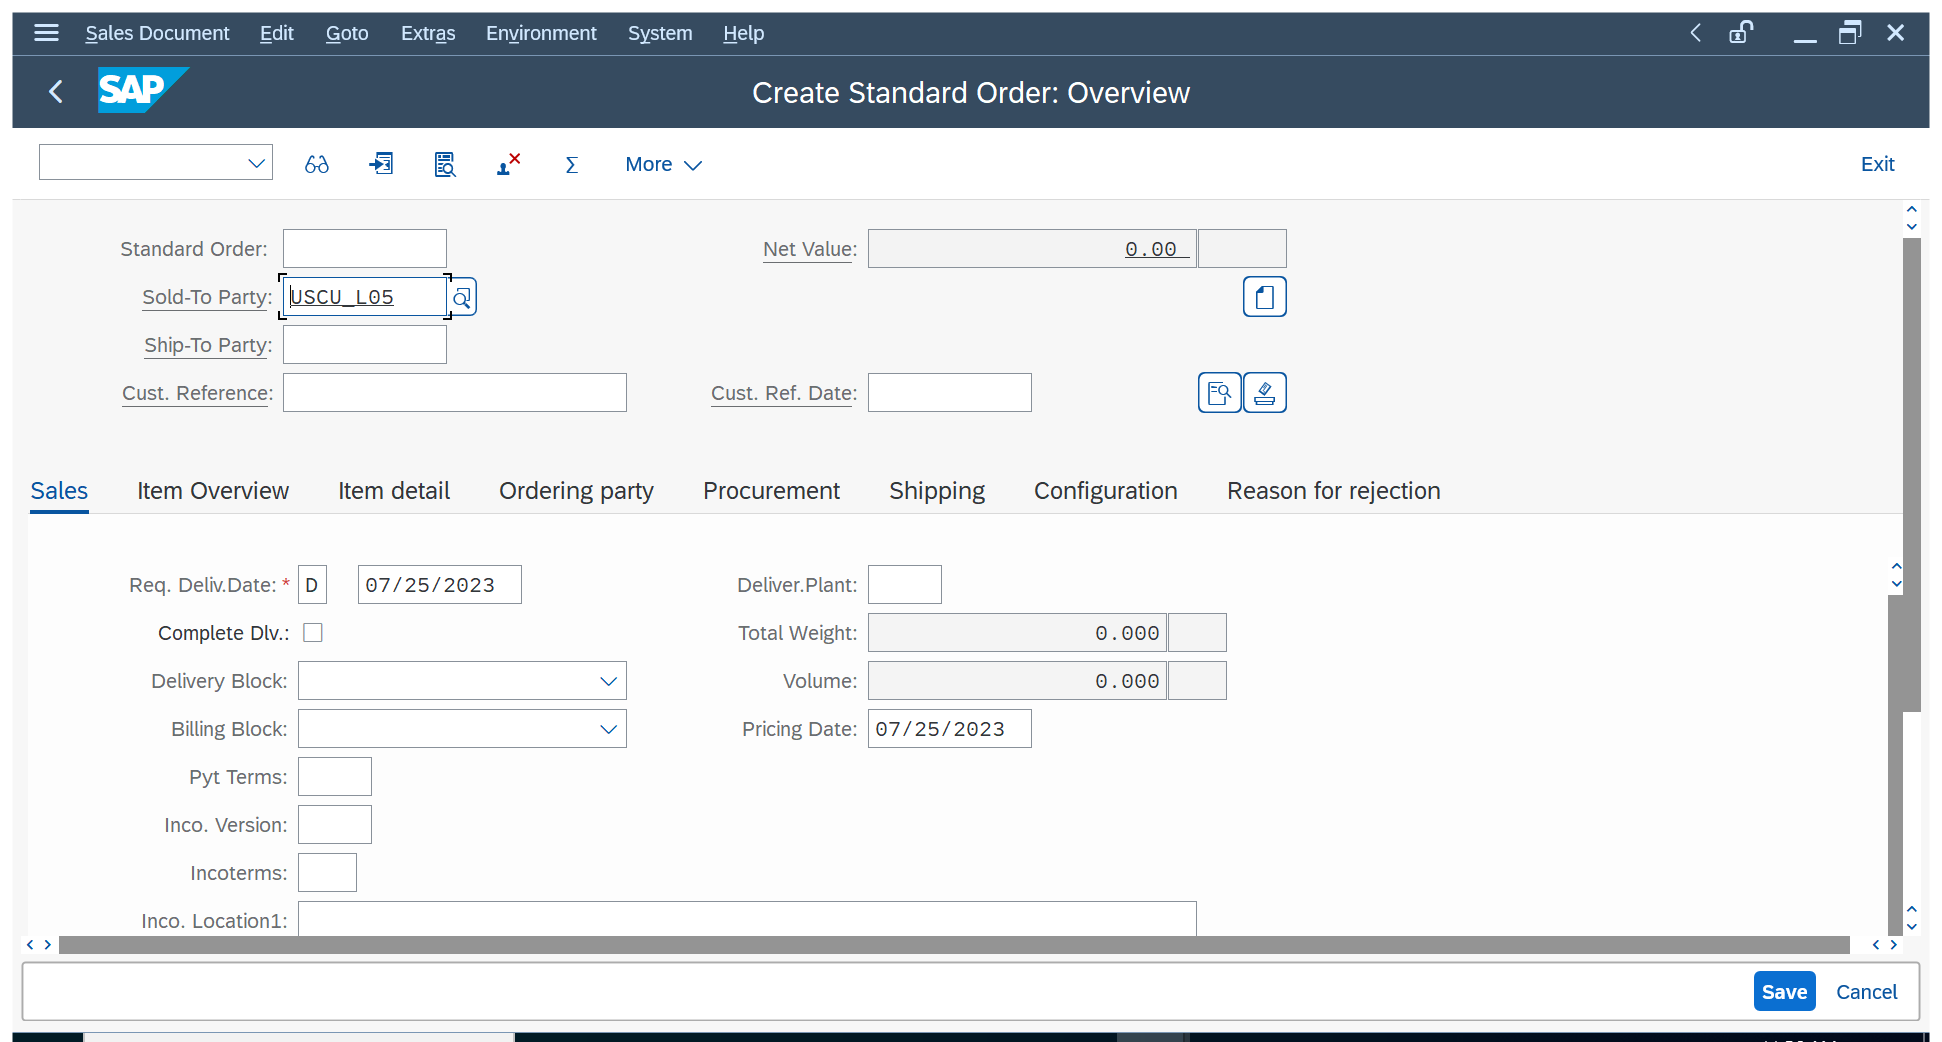 Sales Document Edit Goto Extras Environment System Help
SAP Create Standard Order: Overview
More Exit
Standard Order: Net Value: 0.00
Sold-To Party: USCU_L05
Ship-To Party:
Cust. Reference: Cust. Ref. Date:
Sales Item Overview Item detail Ordering party Procurement Shipping Configuration Reason for rejection
Req. Deliv.Date: * D 07/25/2023 Deliver.Plant:
Complete Dlv.: Total Weight: 0.000
Delivery Block: Volume: 0.000
Billing Block: Pricing Date: 07/25/2023
Pyt Terms:
Inco. Version:
Incoterms:
Inco. Location1:
Save Cancel